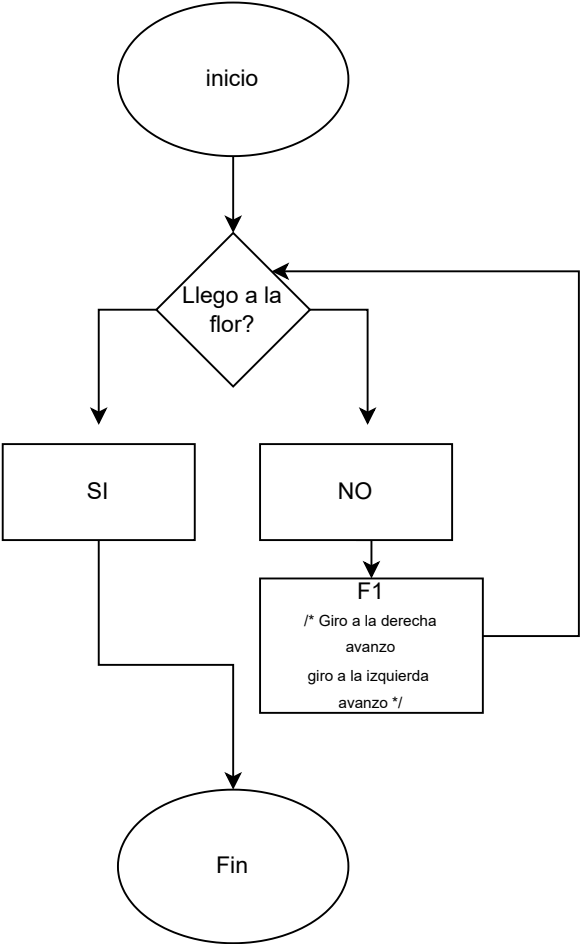 inicio
Llego a la
flor?
SI
NO
F1
/* Giro a la derecha
avanzo
giro a la izquierda
avanzo */
Fin